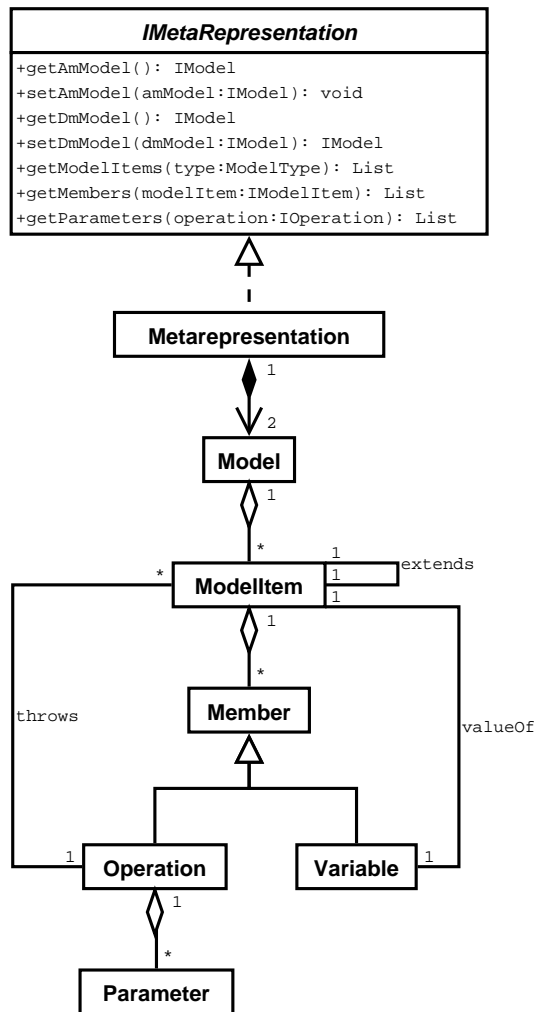 IMetaRepresentation
+getAmModel(): IModel
+setAmModel(amModel:IModel): void
+getDmModel(): IModel
+setDmModel(dmModel:IModel): IModel
+getModelItems(type:ModelType): List
+getMembers(modelItem:IModelItem): List
+getParameters(operation:IOperation): List
Metarepresentation
1
2
Model
1
*
1
extends
*
ModelItem
1
1
1
*
Member
throws
valueOf
1
Operation
Variable
1
1
*
Parameter